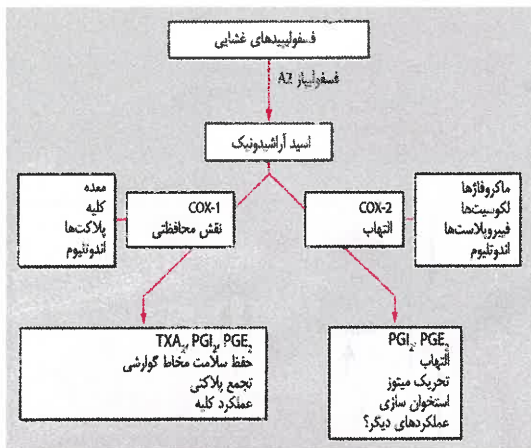 فسفولیپیدهای غشایی
فسفولیپاز A2
اسید آراشیدونیک
معده
کلیه
پلاکت‌ها
اندوتلیوم
COX-1
نقش محافظتی
COX-2
التهاب
ماکروفاژها
لکوسیت‌ها
فیبروبلاست‌ها
اندوتلیوم
TXA₂, PGI₂, PGE₂
حفظ سلامت مخاط گوارشی
تجمع پلاکتی
عملکرد کلیه
PGI₂, PGE₂
التهاب
تحریک میتوز
استخوان سازی
عملکردهای دیگر؟